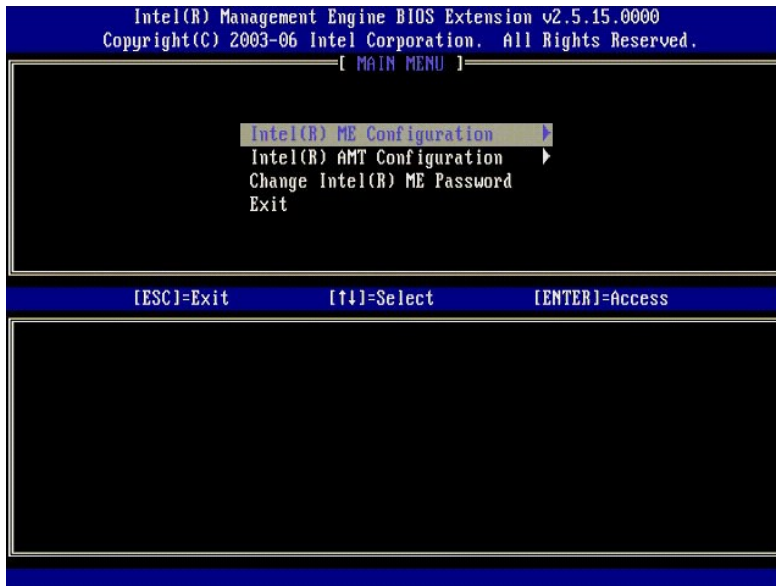 Intel(R) Management Engine BIOS Extension v2.5.15.0000
Copyright(C) 2003-06 Intel Corporation. All Rights Reserved.
[ MAIN MENU ]
Intel(R) ME Configuration ►
Intel(R) AMT Configuration ►
Change Intel(R) ME Password
Exit
[ESC]=Exit [↑↓]=Select [ENTER]=Access